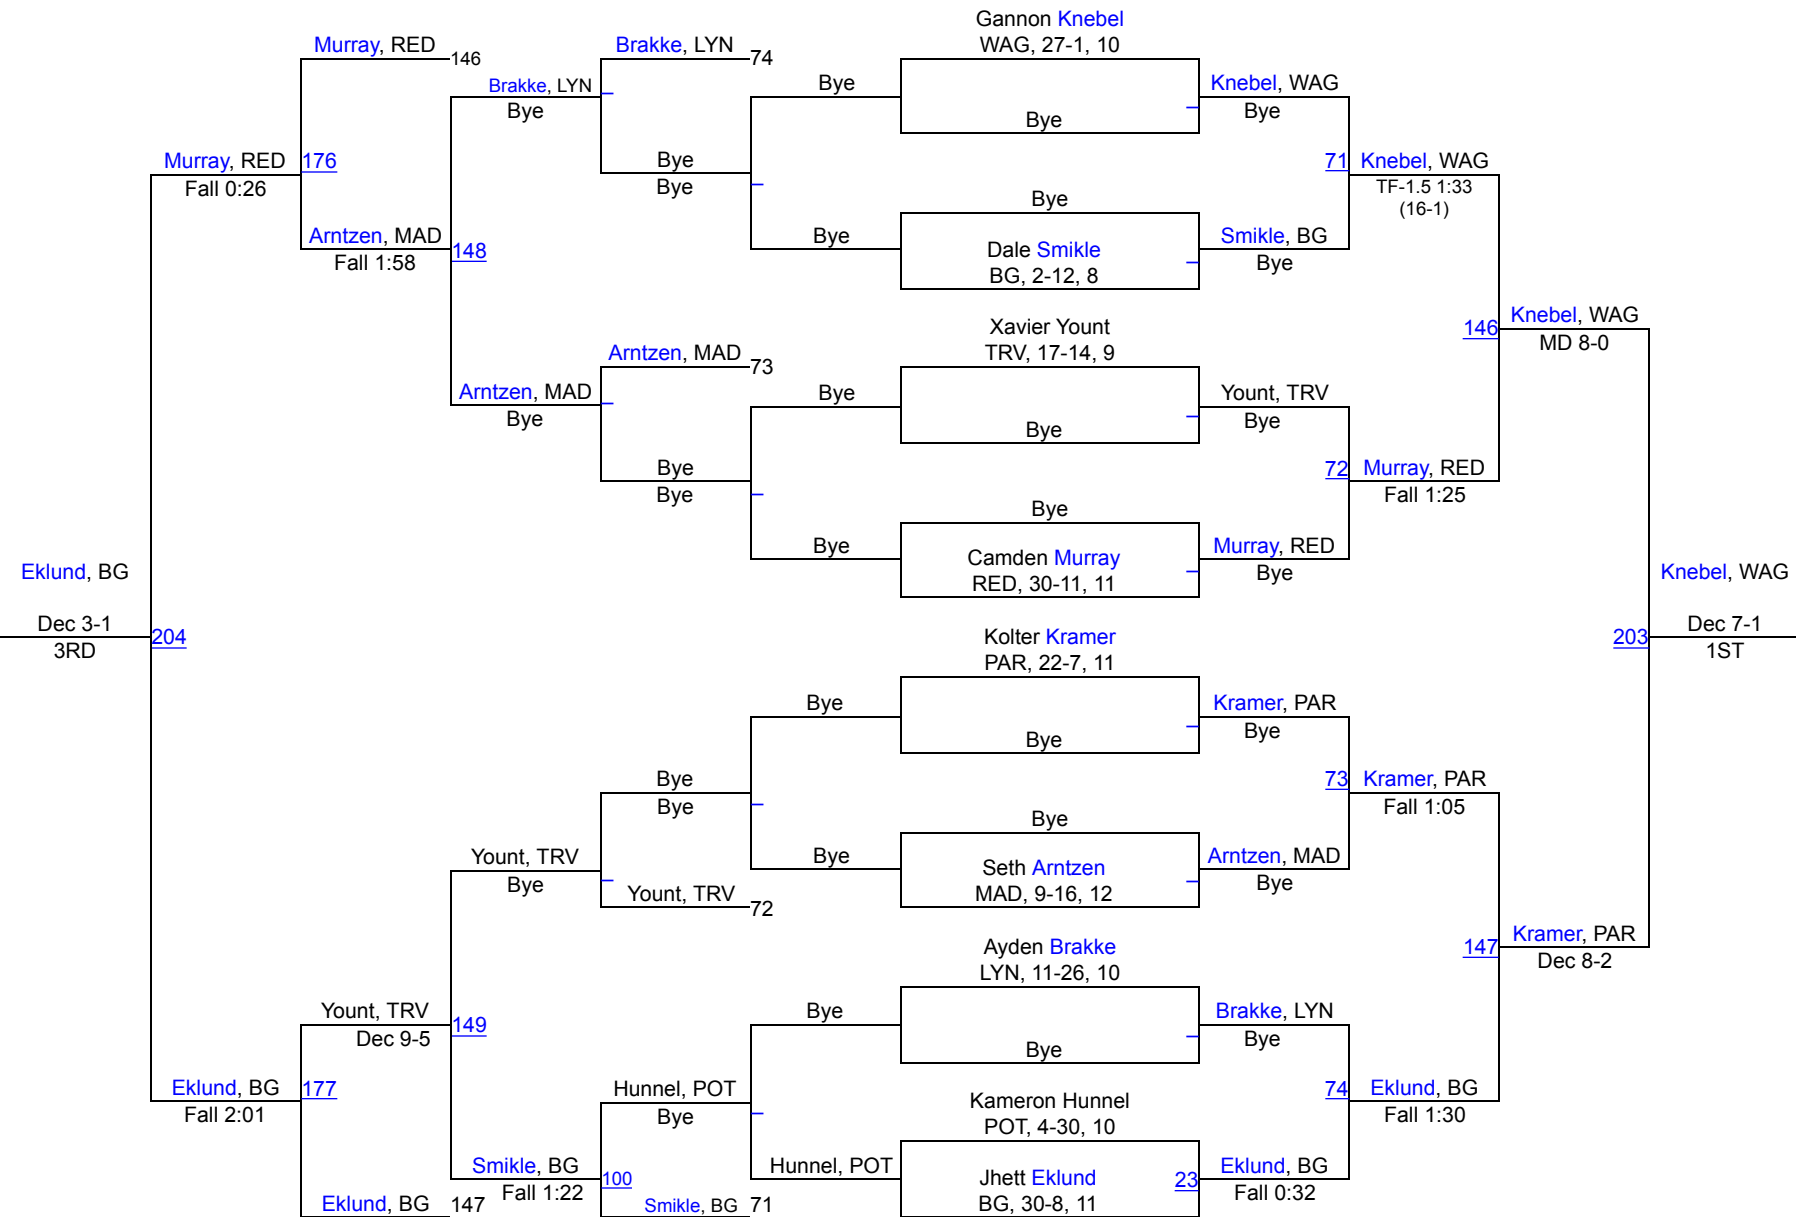 Gannon Knebel
WAG, 27-1, 10
Murray, RED
146
Brakke, LYN
74
Brakke, LYN
Bye
Bye
Bye
Knebel, WAG
Bye
Murray, RED
176
Fall 0:26
Bye
Bye
71
Knebel, WAG
TF-1.5 1:33
(16-1)
Arntzen, MAD
148
Fall 1:58
Bye
Bye
Dale Smikle
BG, 2-12, 8
Smikle, BG
Bye
Xavier Yount
TRV, 17-14, 9
146
Knebel, WAG
MD 8-0
Arntzen, MAD
73
Arntzen, MAD
Bye
Bye
Bye
Yount, TRV
Bye
Bye
Bye
72
Murray, RED
Fall 1:25
Bye
Bye
Camden Murray
RED, 30-11, 11
Murray, RED
Bye
Eklund, BG
Dec 3-1
3RD
204
Knebel, WAG
203
Dec 7-1
1ST
Kolter Kramer
PAR, 22-7, 11
Bye
Bye
Kramer, PAR
Bye
Bye
Bye
73
Kramer, PAR
Fall 1:05
Yount, TRV
Bye
Yount, TRV
72
Bye
Bye
Seth Arntzen
MAD, 9-16, 12
Arntzen, MAD
Bye
Ayden Brakke
LYN, 11-26, 10
147
Kramer, PAR
Dec 8-2
Yount, TRV
149
Dec 9-5
Bye
Bye
Brakke, LYN
Bye
Eklund, BG
177
Fall 2:01
Hunnel, POT
Bye
Kameron Hunnel
POT, 4-30, 10
74
Eklund, BG
Fall 1:30
Smikle, BG
100
Fall 1:22
Hunnel, POT
Jhett Eklund
BG, 30-8, 11
23
Eklund, BG
Fall 0:32
Eklund, BG
147
Smikle, BG
71